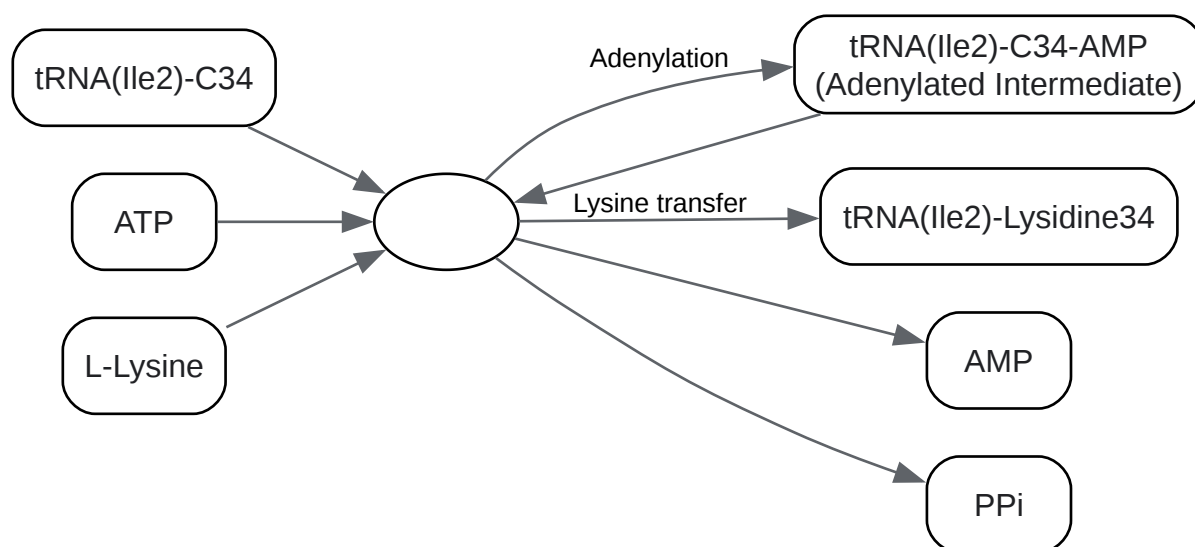 tRNA(Ile2)-C34
ATP
L-Lysine
Adenylation
Lysine transfer
tRNA(Ile2)-C34-AMP
(Adenylated Intermediate)
tRNA(Ile2)-Lysidine34
AMP
PPi